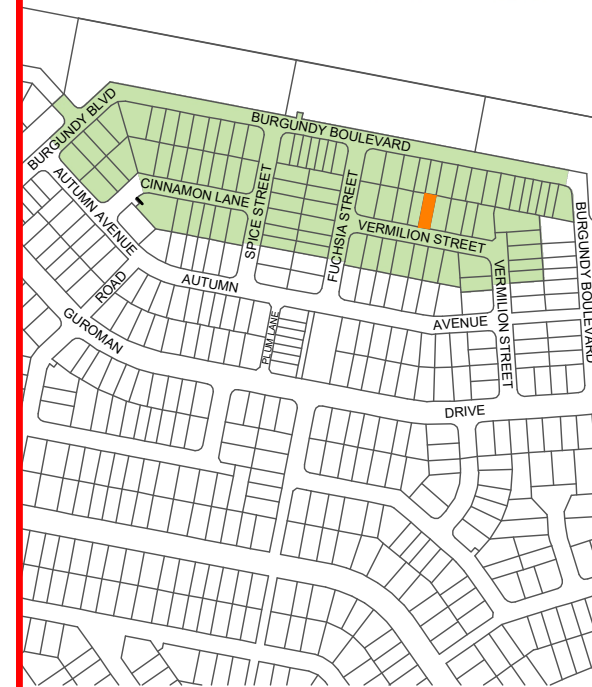 BURGUNDY BLVD
BURGUNDY BOULEVARD
CINNAMON LANE
SPICE STREET
FUCHSIA STREET
VERMILION STREET
BURGUNDY BOULEVARD
AUTUMN AVENUE
ROAD
AUTUMN
AVENUE
VERMILION STREET
PLUM LANE
GUROMAN
DRIVE